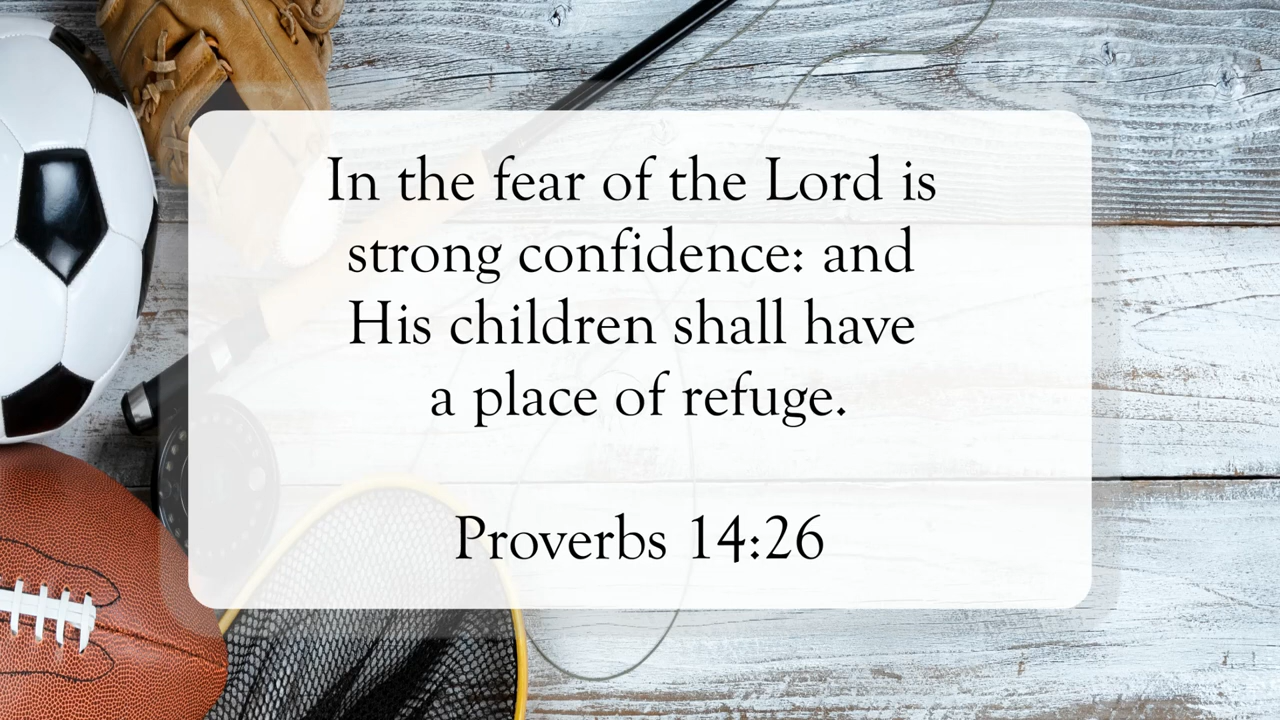 In the fear of the Lord is
strong confidence: and
His children shall have
a place of refuge.
Proverbs 14:26